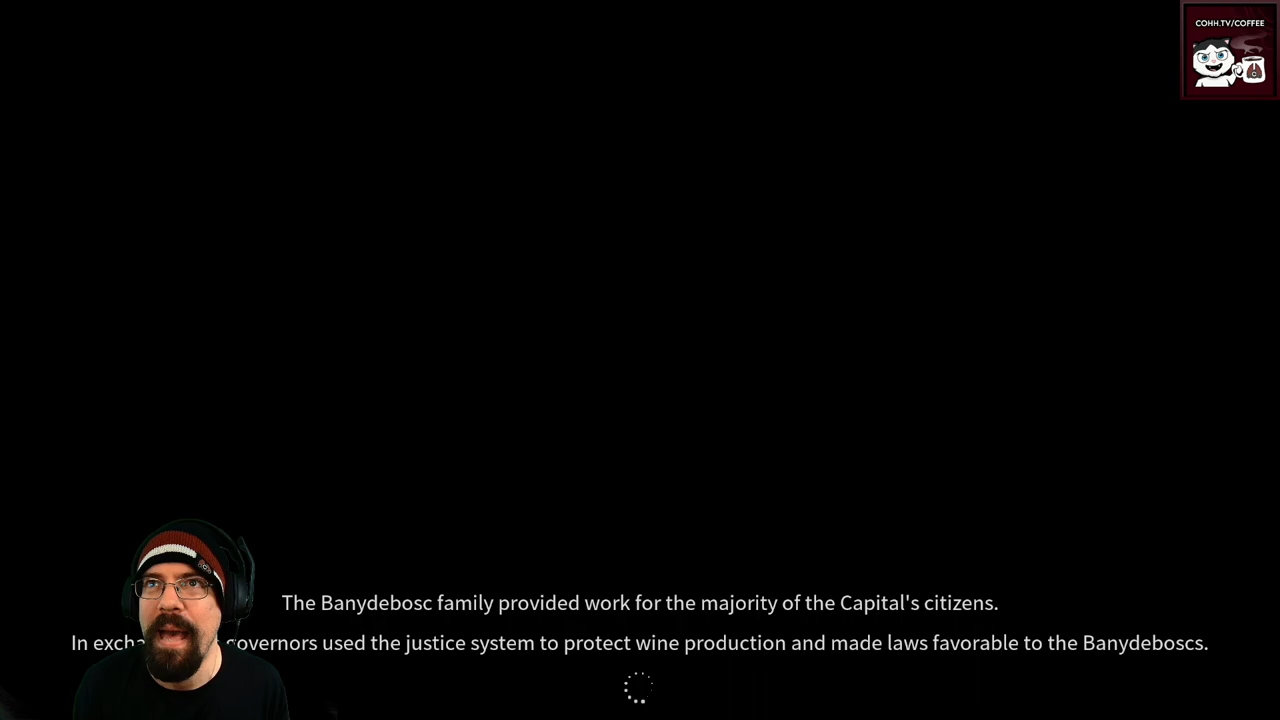 COHH.TV/COFFEE
The Banydebosc family provided work for the majority of the Capital's citizens.
In governors used the justice system to protect wine production and made laws favorable to the Banydeboscs.